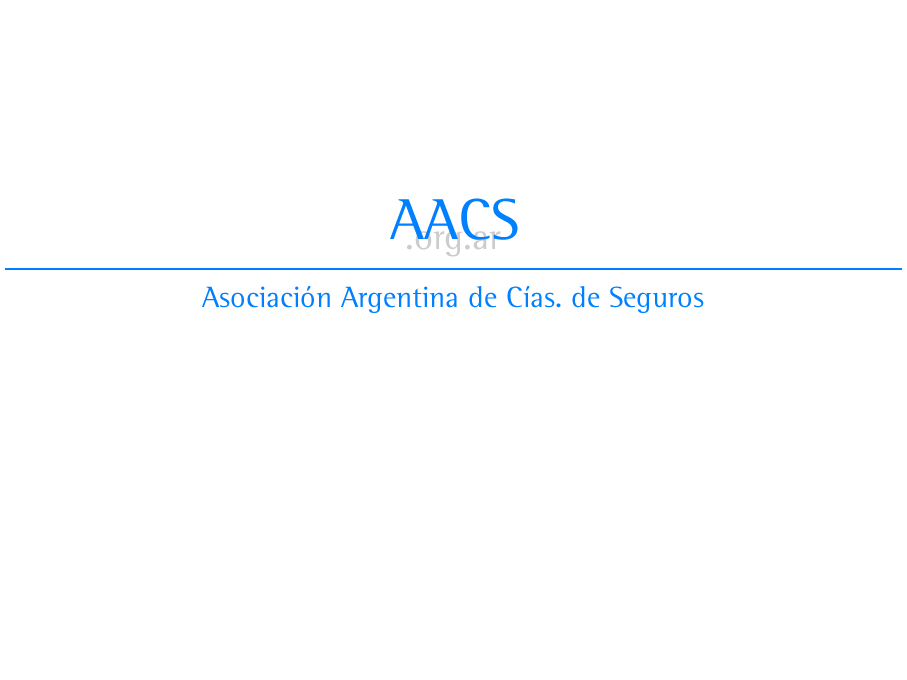 AACS
.org.ar
Asociación Argentina de Cías. de Seguros